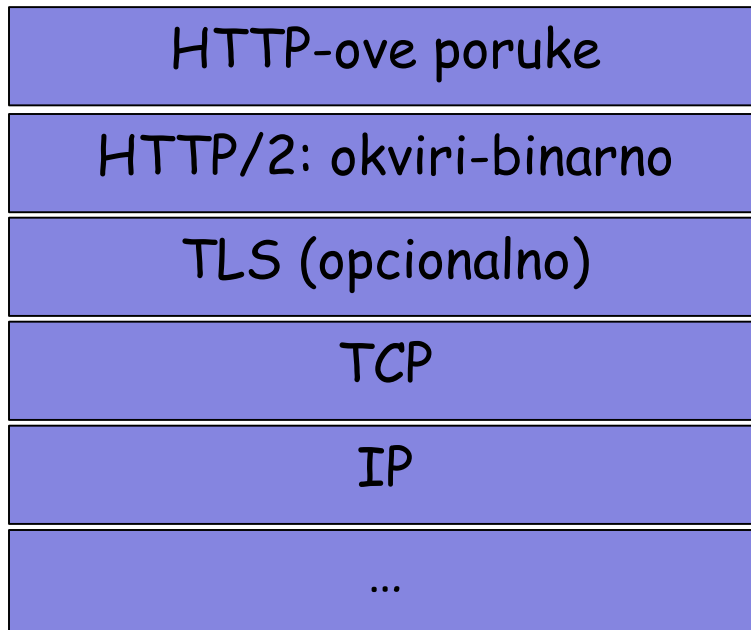 HTTP-ove poruke
HTTP/2: okviri-binarno
TLS (opcionalno)
TCP
IP
...